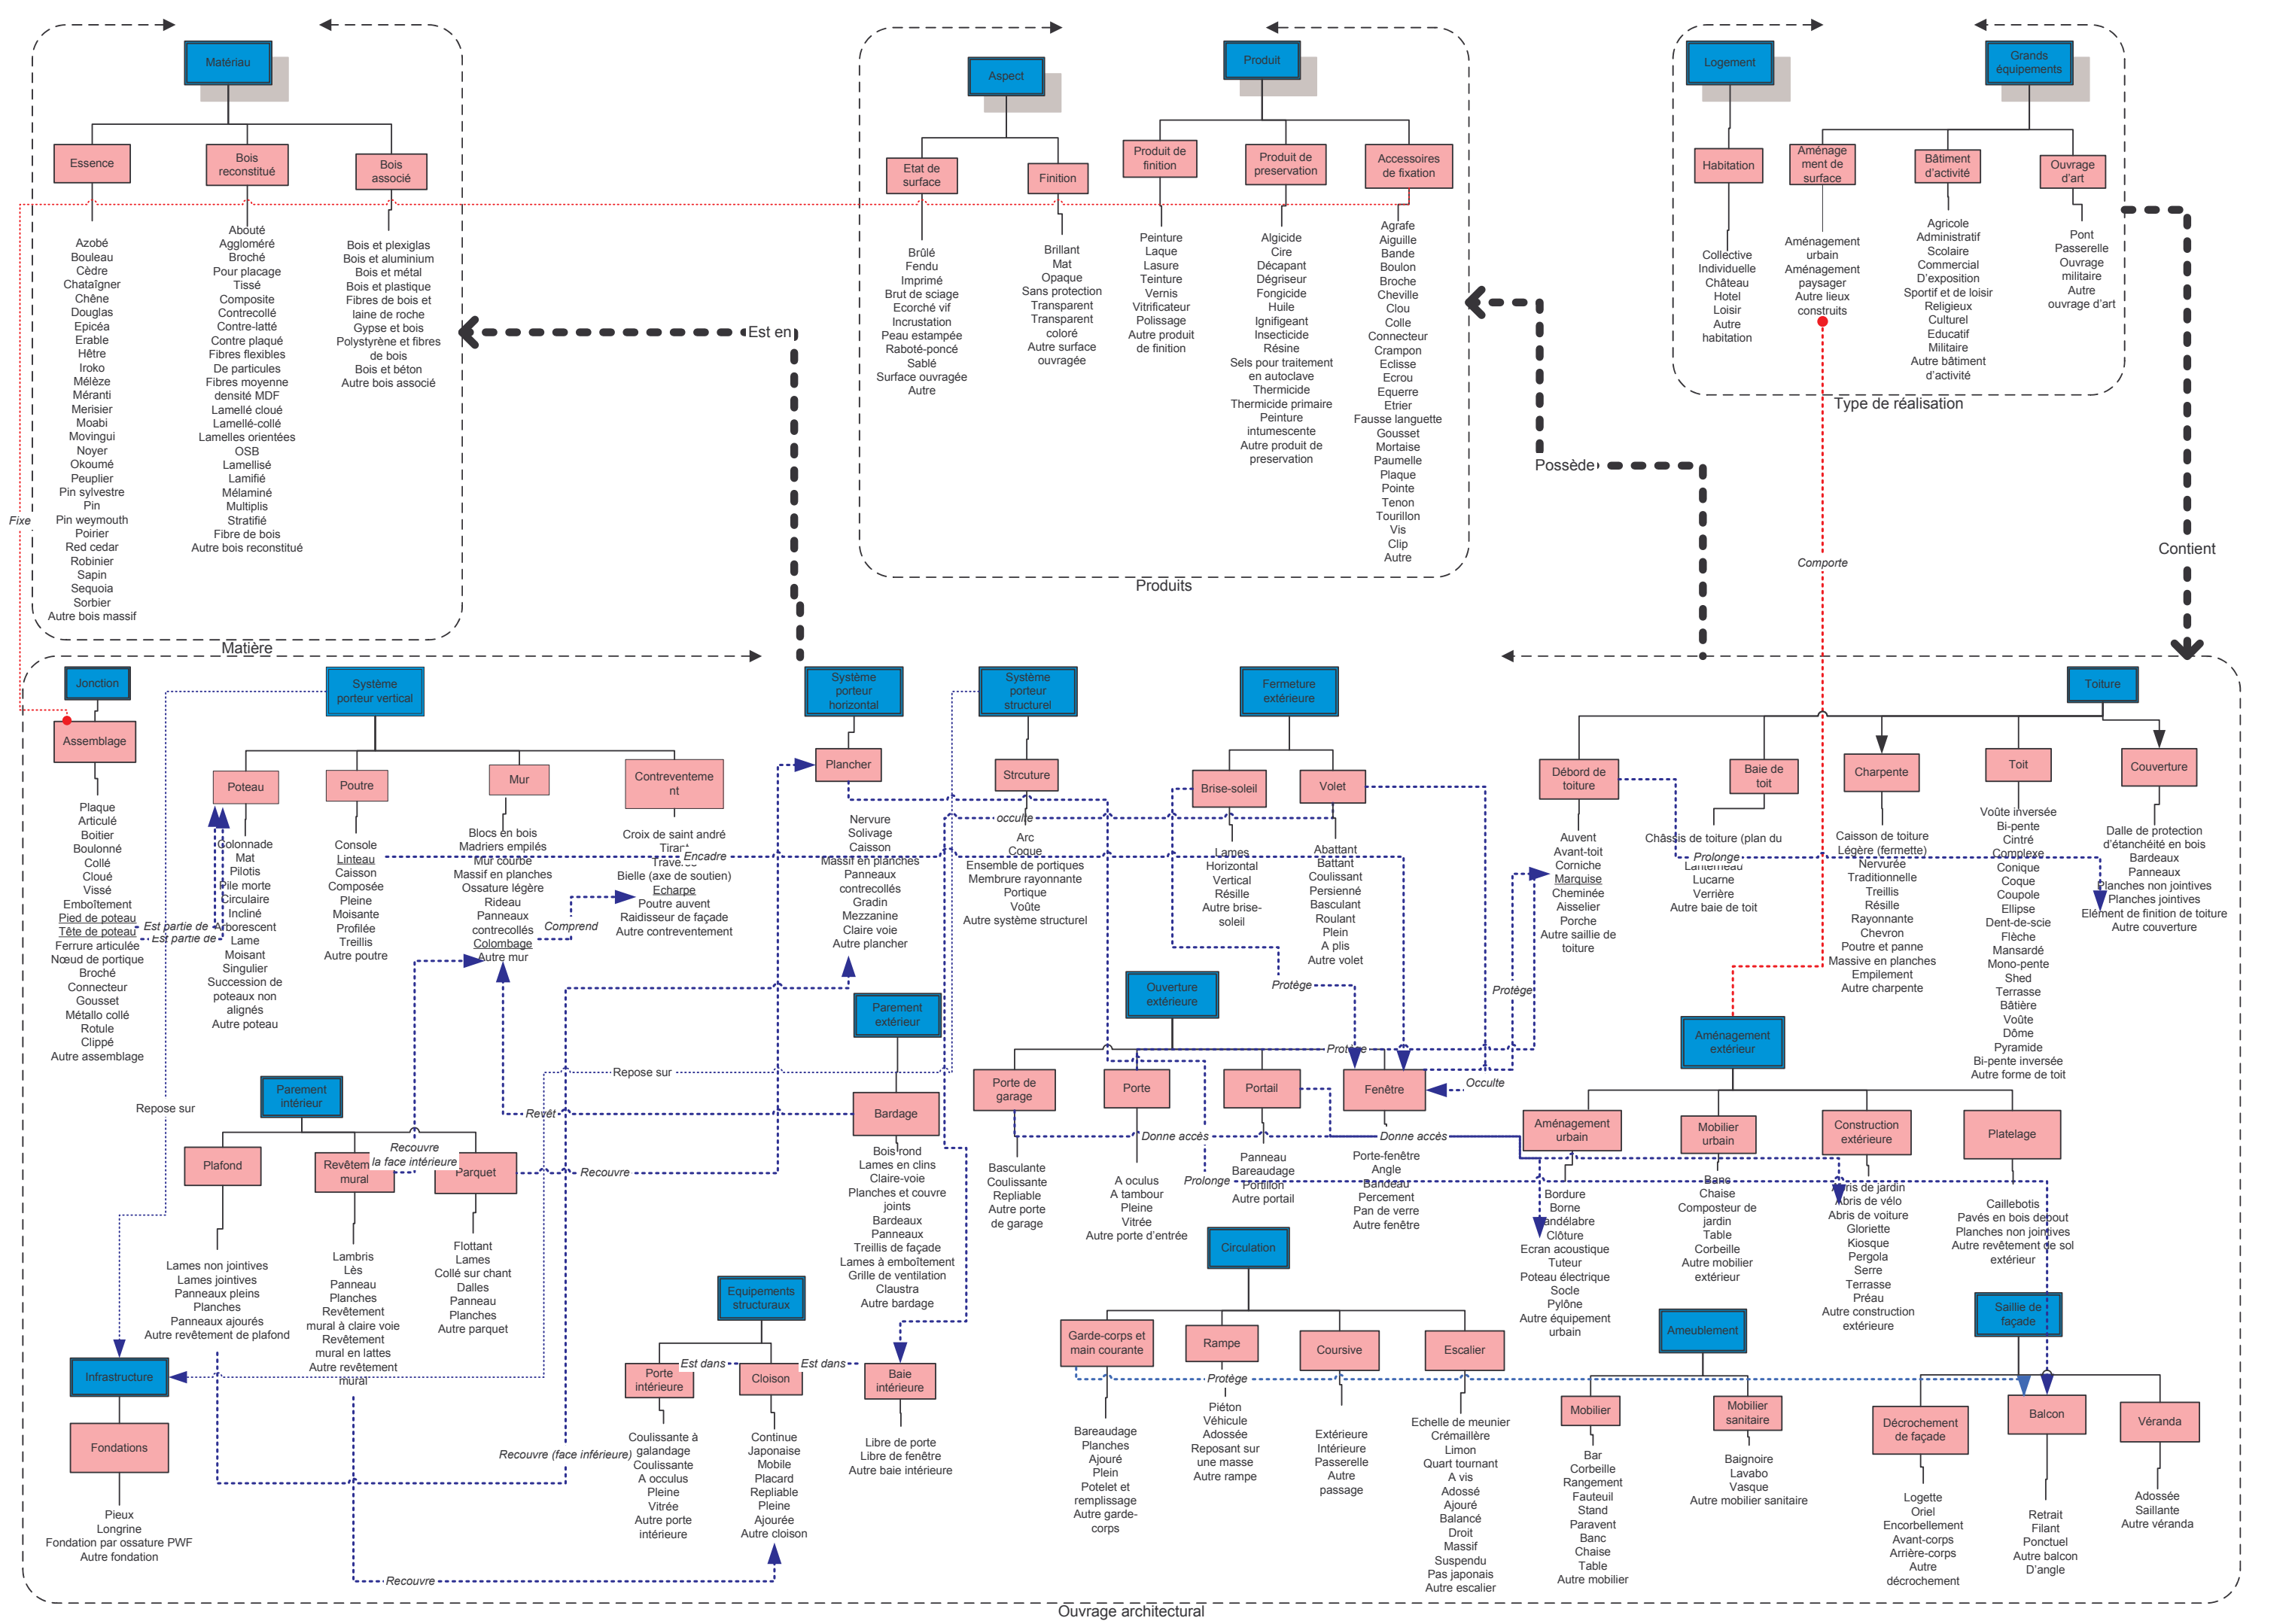 Matériau
Essence
Bois
reconstitué
Bois
associé
Azobé
Bouleau
Cèdre
Chataîgner
Chêne
Douglas
Epicéa
Erable
Hêtre
Iroko
Mélèze
Méranti
Merisier
Moabi
Movingui
Noyer
Okoumé
Peuplier
Pin sylvestre
Pin
Pin weymouth
Poirier
Red cedar
Robinier
Sapin
Sequoia
Sorbier
Autre bois massif
Abouté
Aggloméré
Broché
Pour placage
Tissé
Composite
Contrecollé
Contre-latté
Contre plaqué
Fibres flexibles
De particules
Fibres moyenne
densité MDF
Lamellé cloué
Lamellé-collé
Lamelles orientées
OSB
Lamellisé
Lamifié
Mélaminé
Multiplis
Stratifié
Fibre de bois
Autre bois reconstitué
Bois et plexiglas
Bois et aluminium
Bois et métal
Bois et plastique
Fibres de bois et
laine de roche
Gypse et bois
Polystyrène et fibres
de bois
Bois et béton
Autre bois associé
Matière
Fixe
Est en
Aspect
Produit
Etat de
surface
Finition
Produit de
finition
Produit de
preservation
Accessoires
de fixation
Brûlé
Fendu
Imprimé
Brut de sciage
Ecorché vif
Incrustation
Peau estampée
Raboté-poncé
Sablé
Surface ouvragée
Autre
Brillant
Mat
Opaque
Sans protection
Transparent
Transparent
coloré
Autre surface
ouvragée
Peinture
Laque
Lasure
Teinture
Vernis
Vitrificateur
Polissage
Autre produit
de finition
Algicide
Cire
Décapant
Dégriseur
Fongicide
Huile
Ignifigeant
Insecticide
Résine
Sels pour traitement
en autoclave
Thermicide
Thermicide primaire
Peinture
intumescente
Autre produit de
preservation
Agrafe
Aiguille
Bande
Boulon
Broche
Cheville
Clou
Colle
Connecteur
Crampon
Eclisse
Ecrou
Equerre
Etrier
Fausse languette
Gousset
Mortaise
Paumelle
Plaque
Pointe
Tenon
Tourillon
Vis
Clip
Autre
Produits
Possède
Logement
Grands
équipements
Habitation
Aménage
ment de
surface
Bâtiment
d'activité
Ouvrage
d'art
Collective
Individuelle
Château
Hotel
Loisir
Autre
habitation
Aménagement
urbain
Aménagement
paysager
Autre lieux
construits
Agricole
Administratif
Scolaire
Commercial
D'exposition
Sportif et de loisir
Religieux
Culturel
Educatif
Militaire
Autre bâtiment
d'activité
Pont
Passerelle
Ouvrage
militaire
Autre
ouvrage d'art
Type de réalisation
Contient
Comporte
Jonction
Assemblage
Plaque
Articulé
Boitier
Boulonné
Collé
Cloué
Vissé
Emboîtement
Pied de poteau
Tête de poteau
Ferrure articulée
Nœud de portique
Broché
Connecteur
Gousset
Métallo collé
Rotule
Clippé
Autre assemblage
Est partie de
Est partie de
Système
porteur vertical
Poteau
Poutre
Mur
Contreventeme
nt
Colonnade
Mat
Pilotis
Pile morte
Circulaire
Incliné
Arborescent
Lame
Moisant
Singulier
Succession de
poteaux non
alignés
Autre poteau
Console
Linteau
Caisson
Composée
Pleine
Moisante
Profilée
Treillis
Autre poutre
Blocs en bois
Madriers empilés
Mur courbe
Massif en planches
Ossature légère
Rideau
Panneaux
contrecollés
Colombage
Autre mur
Comprend
Croix de saint andré
Tirant
Traverse
Bielle (axe de soutien)
Echarpe
Poutre auvent
Raidisseur de façade
Autre contreventement
Encadre
Système
porteur
horizontal
Plancher
Nervure
Solivage
Caisson
Massif en planches
Panneaux
contrecollés
Gradin
Mezzanine
Claire voie
Autre plancher
Système
porteur
structurel
Strcuture
occulte
Arc
Coque
Ensemble de portiques
Membrure rayonnante
Portique
Voûte
Autre système structurel
Fermeture
extérieure
Brise-soleil
Volet
Lames
Horizontal
Vertical
Résille
Autre brise-
soleil
Abattant
Battant
Coulissant
Persienné
Basculant
Roulant
Plein
A plis
Autre volet
Protège
Protège
Protège
Occulte
Toiture
Débord de
toiture
Baie de
toit
Charpente
Toit
Couverture
Auvent
Avant-toit
Corniche
Marquise
Cheminée
Aisselier
Porche
Autre saillie de
toiture
Châssis de toiture (plan du
Prolonge
Lanterneau
Lucarne
Verrière
Autre baie de toit
Caisson de toiture
Légère (fermette)
Nervurée
Traditionnelle
Treillis
Résille
Rayonnante
Chevron
Poutre et panne
Massive en planches
Empilement
Autre charpente
Voûte inversée
Bi-pente
Cintré
Complexe
Conique
Coque
Coupole
Ellipse
Dent-de-scie
Flèche
Mansardé
Mono-pente
Shed
Terrasse
Bâtière
Voûte
Dôme
Pyramide
Bi-pente inversée
Autre forme de toit
Dalle de protection
d'étanchéité en bois
Bardeaux
Panneaux
Planches non jointives
Planches jointives
Elément de finition de toiture
Autre couverture
Repose sur
Repose sur
Parement
intérieur
Plafond
Revêtem
mural
Parquet
Recouvre
la face intérieure
Recouvre
Revêt
Lames non jointives
Lames jointives
Panneaux pleins
Planches
Panneaux ajourés
Autre revêtement de plafond
Lambris
Lès
Panneau
Planches
Revêtement
mural à claire voie
Revêtement
mural en lattes
Autre revêtement
mural
Flottant
Lames
Collé sur chant
Dalles
Panneau
Planches
Autre parquet
Parement
extérieur
Bardage
Bois rond
Lames en clins
Claire-voie
Planches et couvre
joints
Bardeaux
Panneaux
Treillis de façade
Lames à emboîtement
Grille de ventilation
Claustra
Autre bardage
Ouverture
extérieure
Porte de
garage
Porte
Portail
Fenêtre
Donne accès
Donne accès
Prolonge
Basculante
Coulissante
Repliable
Autre porte
de garage
A oculus
A tambour
Pleine
Vitrée
Autre porte d'entrée
Panneau
Bareaudage
Portillon
Autre portail
Porte-fenêtre
Angle
Bandeau
Percement
Pan de verre
Autre fenêtre
Aménagement
extérieur
Aménagement
urbain
Mobilier
urbain
Construction
extérieure
Platelage
Bordure
Borne
Candélabre
Clôture
Ecran acoustique
Tuteur
Poteau électrique
Socle
Pylône
Autre équipement
urbain
Banc
Chaise
Composteur de
jardin
Table
Corbeille
Autre mobilier
extérieur
Abris de jardin
Abris de vélo
Abris de voiture
Gloriette
Kiosque
Pergola
Serre
Terrasse
Préau
Autre construction
extérieure
Caillebotis
Pavés en bois debout
Planches non jointives
Autre revêtement de sol
extérieur
Infrastructure
Fondations
Pieux
Longrine
Fondation par ossature PWF
Autre fondation
Recouvre (face inférieure)
Recouvre
Equipements
structuraux
Porte
intérieure
Est dans
Cloison
Est dans
Baie
intérieure
Coulissante à
galandage
Coulissante
A occulus
Pleine
Vitrée
Autre porte
intérieure
Continue
Japonaise
Mobile
Placard
Repliable
Pleine
Ajourée
Autre cloison
Libre de porte
Libre de fenêtre
Autre baie intérieure
Circulation
Garde-corps et
main courante
Rampe
Coursive
Escalier
Protège
Bareaudage
Planches
Ajouré
Plein
Potelet et
remplissage
Autre garde-
corps
Piéton
Véhicule
Adossée
Reposant sur
une masse
Autre rampe
Extérieure
Intérieure
Passerelle
Autre
passage
Echelle de meunier
Crémaillère
Limon
Quart tournant
A vis
Adossé
Ajouré
Balancé
Droit
Massif
Suspendu
Pas japonais
Autre escalier
Ameublement
Mobilier
Mobilier
sanitaire
Bar
Corbeille
Rangement
Fauteuil
Stand
Paravent
Banc
Chaise
Table
Autre mobilier
Baignoire
Lavabo
Vasque
Autre mobilier sanitaire
Saillie de
façade
Décrochement
de façade
Balcon
Véranda
Logette
Oriel
Encorbellement
Avant-corps
Arrière-corps
Autre
décrochement
Retrait
Filant
Ponctuel
Autre balcon
D'angle
Adossée
Saillante
Autre véranda
Ouvrage architectural